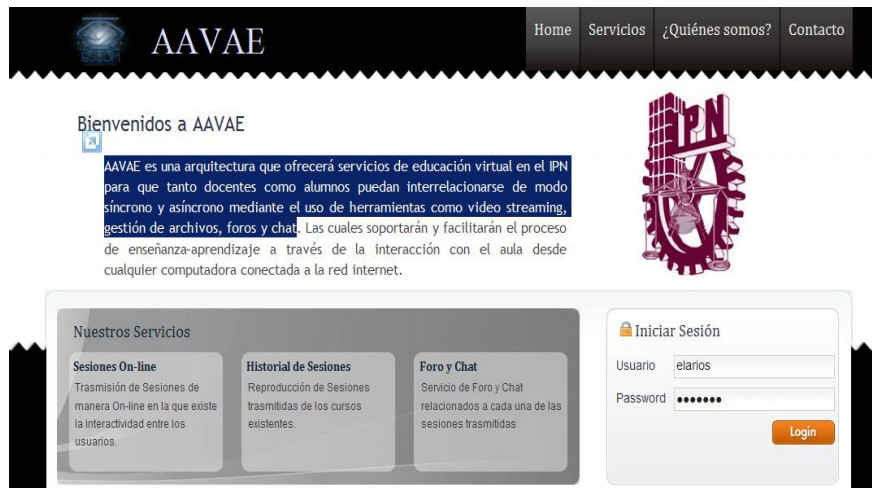 ESCOM
AAVAE
Home Servicios ¿Quiénes somos? Contacto
Bienvenidos a AAVAE
AAVAE es una arquitectura que ofrecerá servicios de educación virtual en el IPN
para que tanto docentes como alumnos puedan interrelacionarse de modo
síncrono y asíncrono mediante el uso de herramientas como video streaming,
gestión de archivos, foros y chat. Las cuales soportarán y facilitarán el proceso
de enseñanza-aprendizaje a través de la interacción con el aula desde
cualquier computadora conectada a la red internet.
IPN
Nuestros Servicios
Sesiones On-line
Trasmisión de Sesiones de
manera On-line en la que existe
la interactividad entre los
usuarios.
Historial de Sesiones
Reproducción de Sesiones
trasmitidas de los cursos
existentes.
Foro y Chat
Servicio de Foro y Chat
relacionados a cada una de las
sesiones trasmitidas
Iniciar Sesión
Usuario elarios
Password •••••••
Login